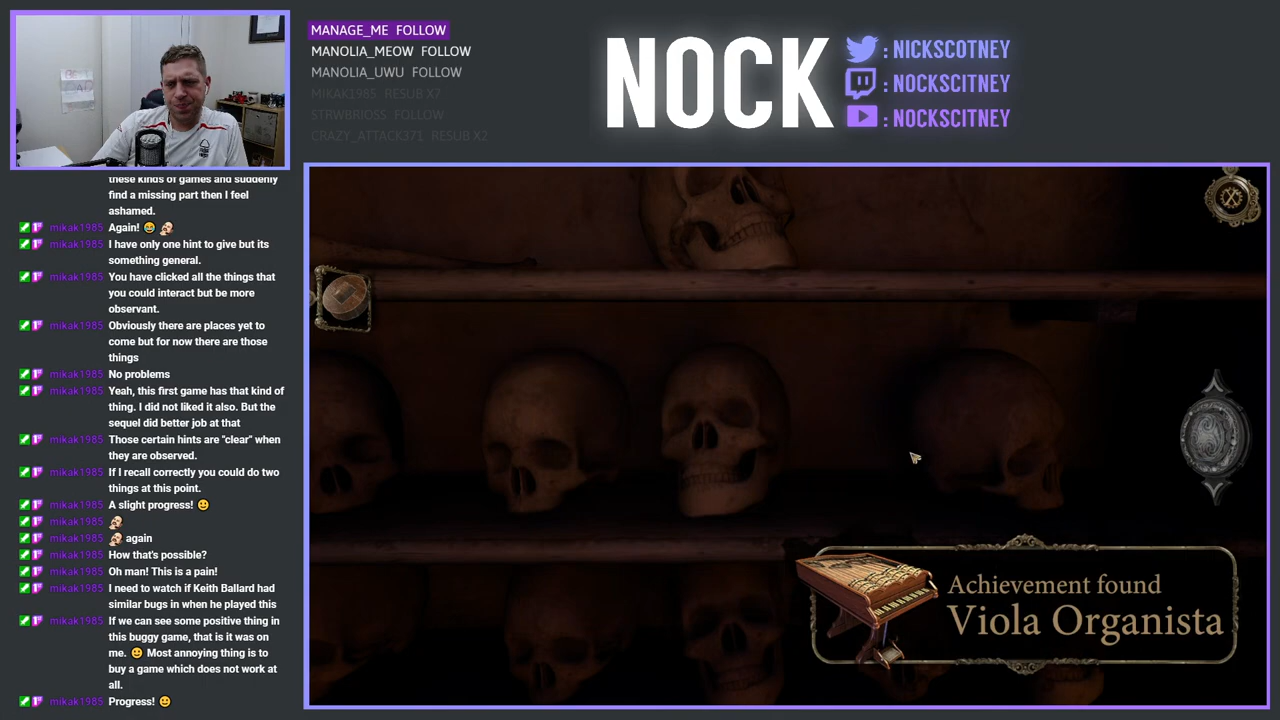 MANAGE_ME FOLLOW
MANOLIA_MEOW FOLLOW
MANOLIA_UWU FOLLOW
MIKAK1985 RESUB X7
STRWBRIOSS FOLLOW
CRAZY_ATTACK371 RESUB X2
NOCK
: NICKSCOTNEY
: NOCKSCITNEY
: NOCKSCITNEY
these kinds of games and suddenly
find a missing part then I feel
ashamed.
mikak1985 Again!
mikak1985 I have only one hint to give but its
something general.
mikak1985 You have clicked all the things that
you could interact but be more
observant.
mikak1985 Obviously there are places yet to
come but for now there are those
things
mikak1985 No problems
mikak1985 Yeah, this first game has that kind of
thing. I did not liked it also. But the
sequel did better job at that
mikak1985 Those certain hints are "clear" when
they are observed.
mikak1985 If I recall correctly you could do two
things at this point.
mikak1985 A slight progress!
mikak1985
mikak1985 again
mikak1985 How that's possible?
mikak1985 Oh man! This is a pain!
mikak1985 I need to watch if Keith Ballard had
similar bugs in when he played this
mikak1985 If we can see some positive thing in
this buggy game, that is it was on
me. Most annoying thing is to
buy a game which does not work at
all.
mikak1985 Progress!
Achievement found
Viola Organista